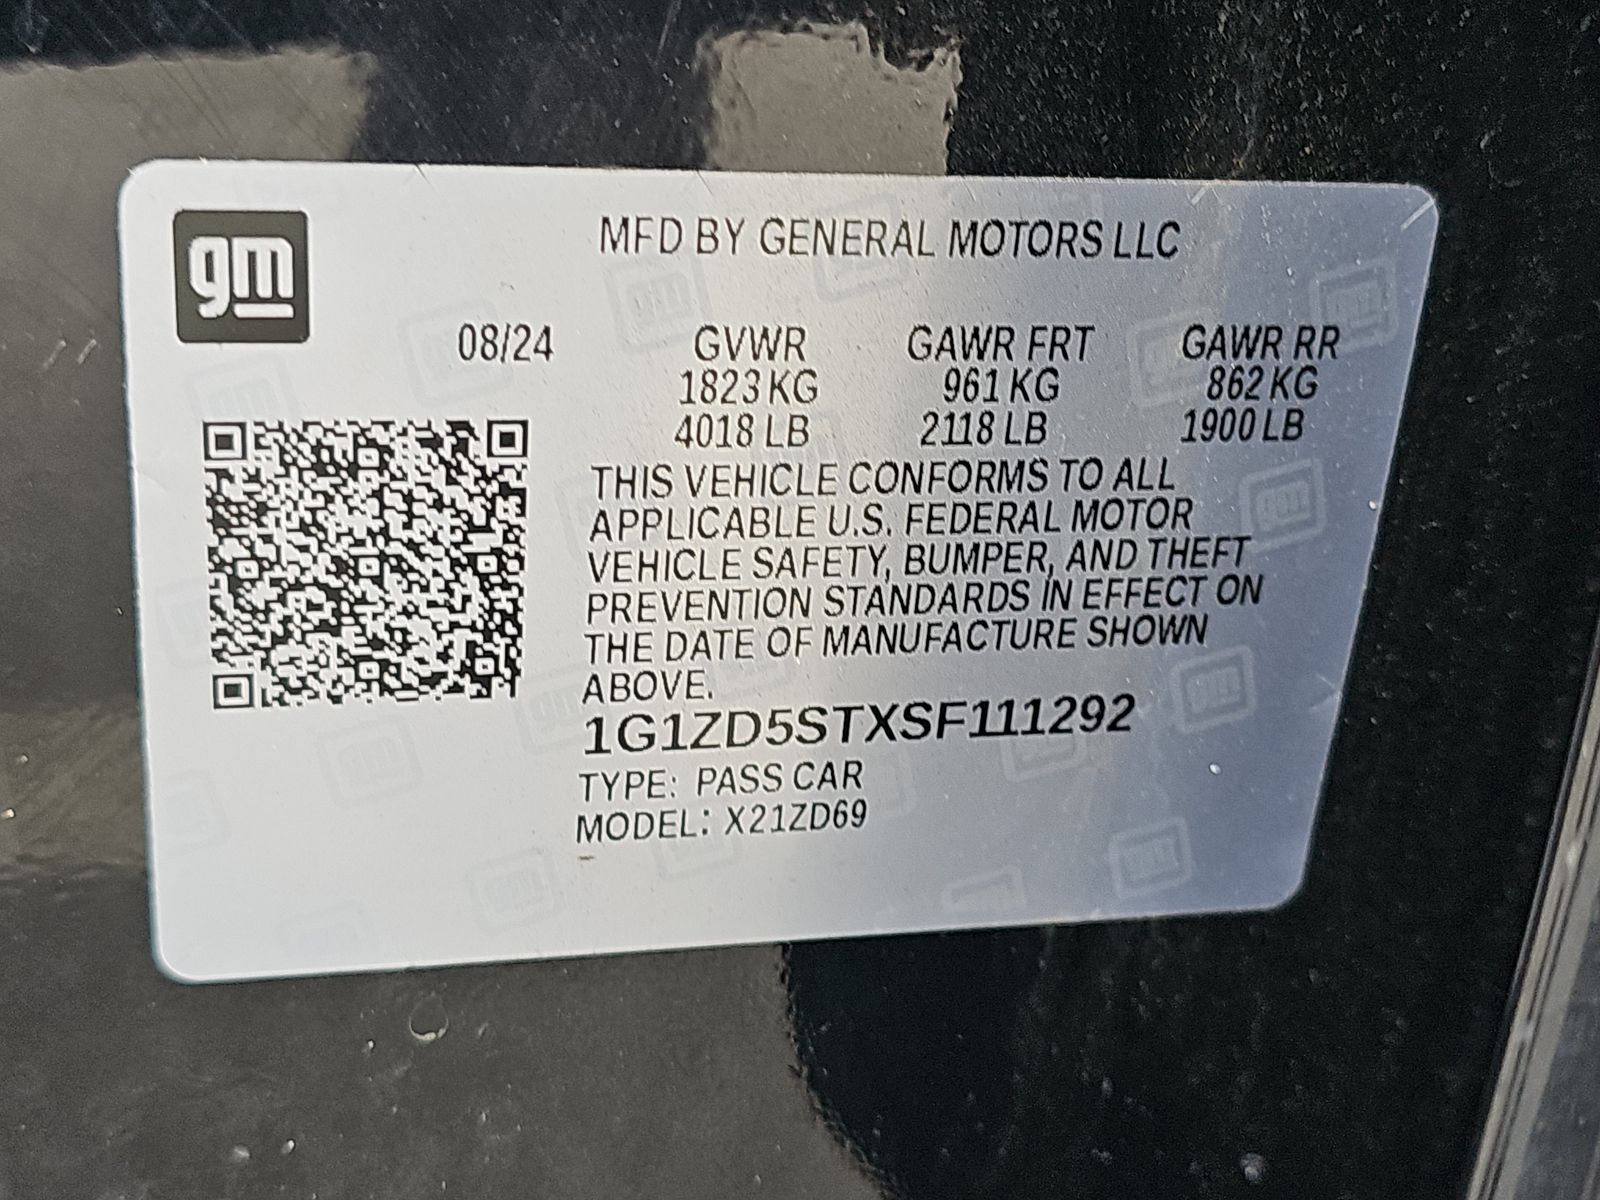 gm
MFD BY GENERAL MOTORS LLC
08/24 GVWR GAWR FRT GAWR RR
1823 KG 961 KG 862 KG
4018 LB 2118 LB 1900 LB
THIS VEHICLE CONFORMS TO ALL
APPLICABLE U.S. FEDERAL MOTOR
VEHICLE SAFETY, BUMPER, AND THEFT
PREVENTION STANDARDS IN EFFECT ON
THE DATE OF MANUFACTURE SHOWN
ABOVE.
1G1ZD5STXSF111292
TYPE: PASS CAR
MODEL: X21ZD69